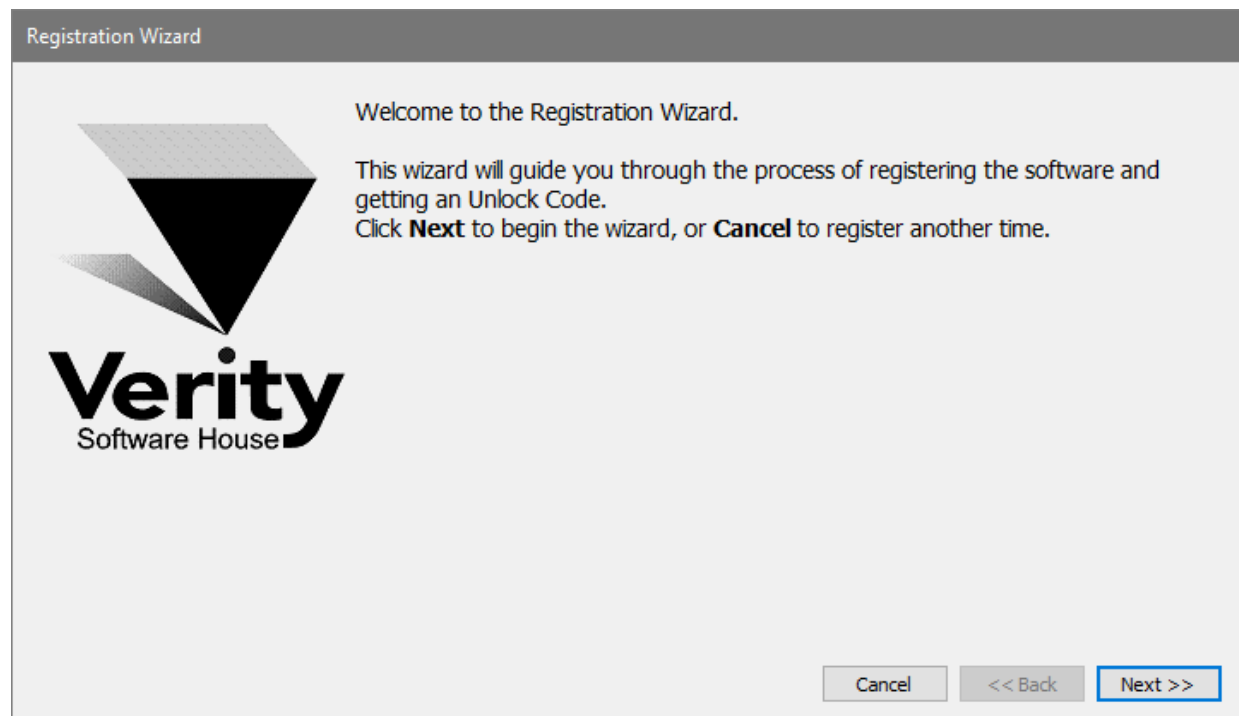 Registration Wizard
Welcome to the Registration Wizard.
This wizard will guide you through the process of registering the software and
getting an Unlock Code.
Click Next to begin the wizard, or Cancel to register another time.
Verity
Software House
Cancel
<< Back
Next >>